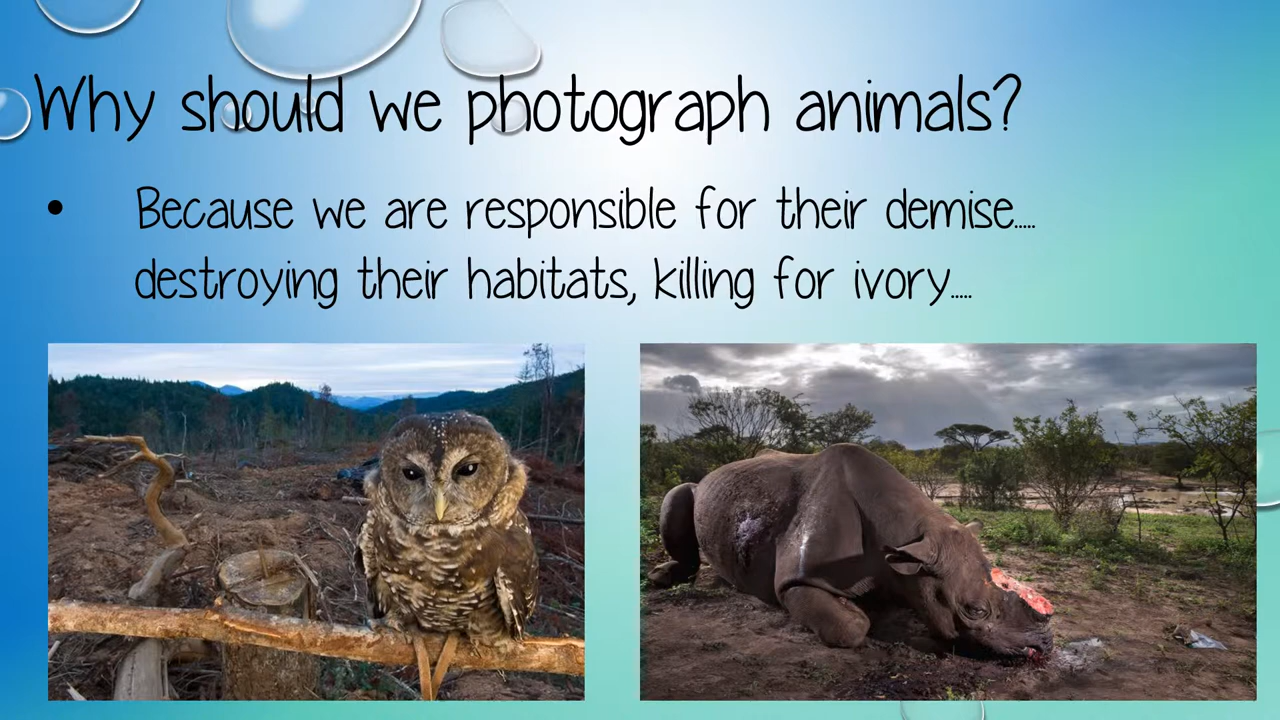 Why should we photograph animals?
• Because we are responsible for their demise.....
destroying their habitats, killing for ivory.....